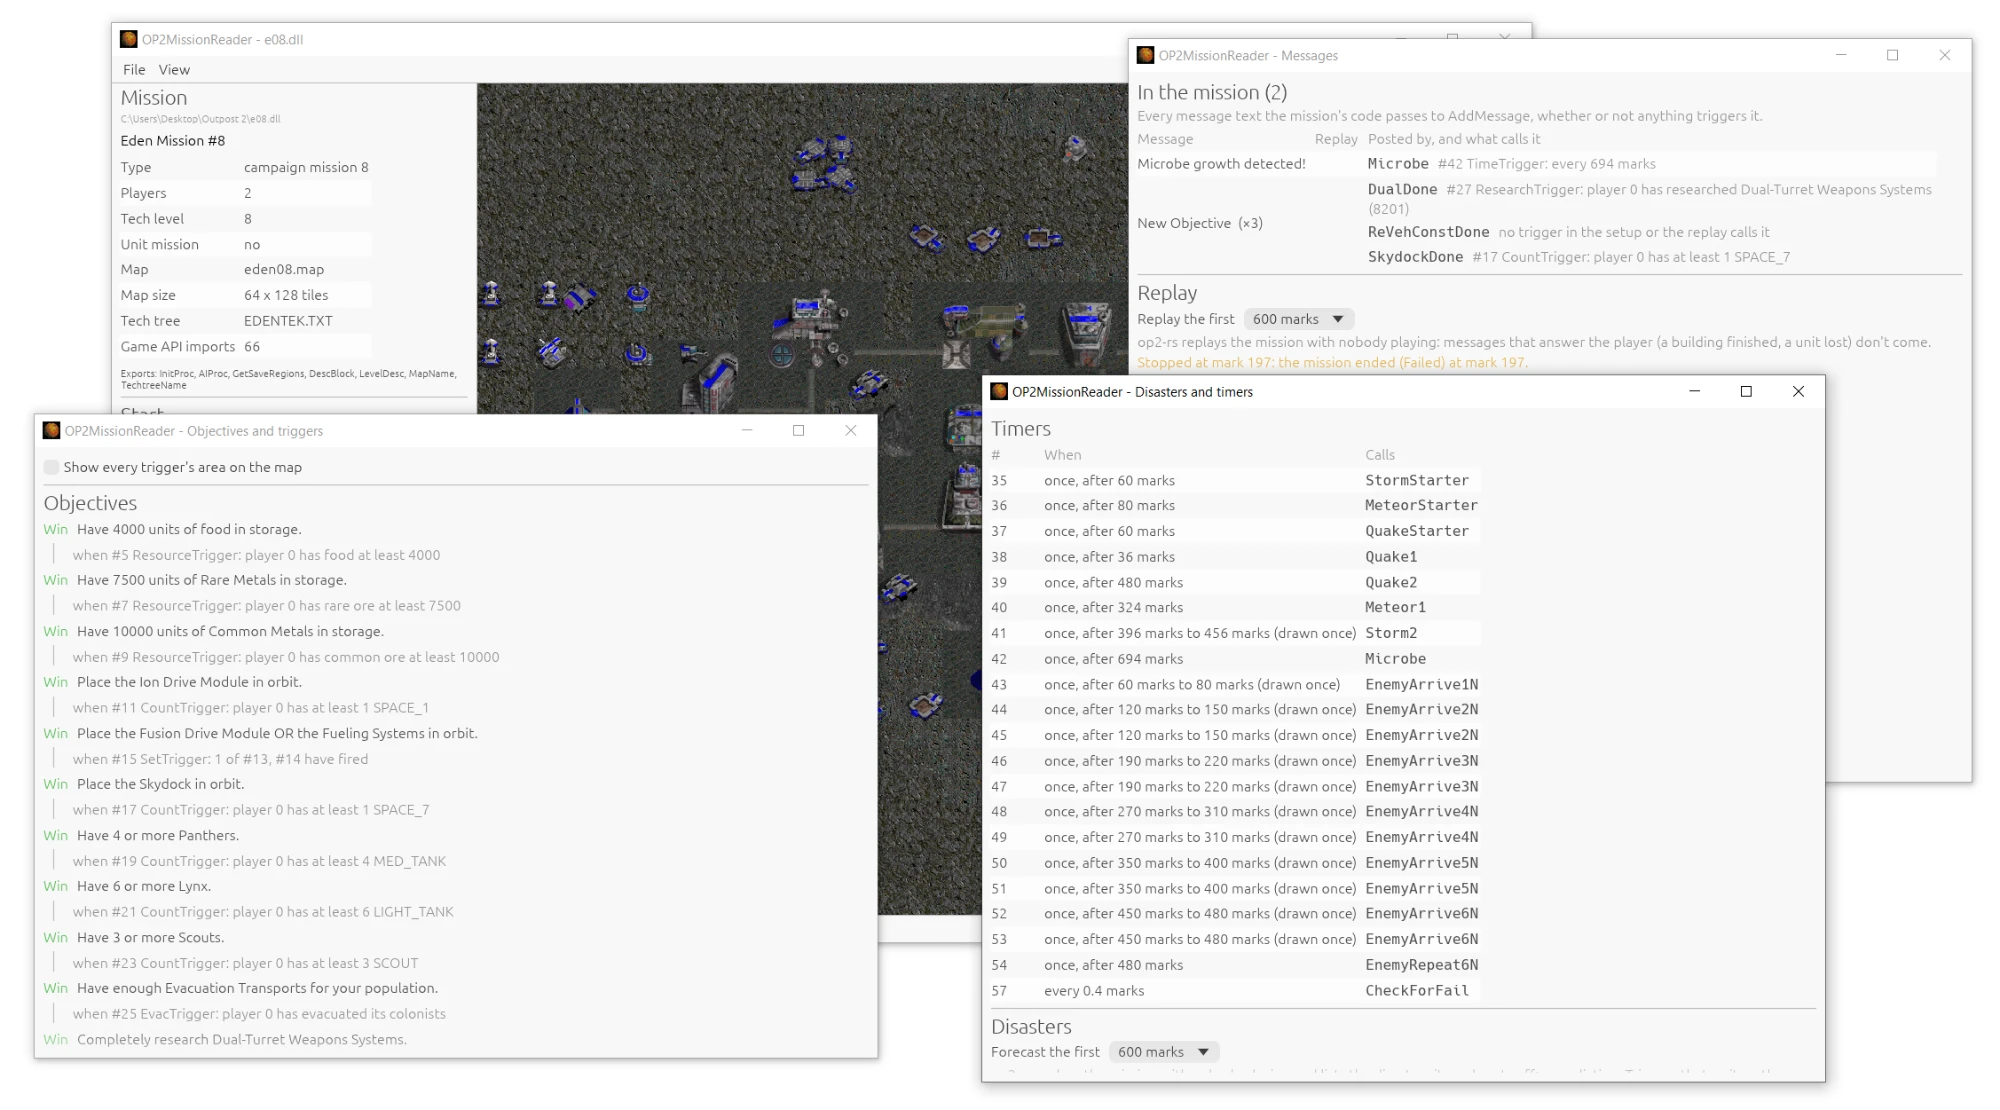 OP2MissionReader - e08.dll
File View
Mission
C:\Users\Desktop\Outpost 2\e08.dll
Eden Mission #8
Type campaign mission 8
Players 2
Tech level 8
Unit mission no
Map eden08.map
Map size 64 x 128 tiles
Tech tree EDENTEK.TXT
Game API imports 66
Exports: InitProc, AIProc, GetSaveRegions, DescBlock, LevelDesc, MapName,
TechtreeName
Start
OP2MissionReader - Messages
In the mission (2)
Every message text the mission's code passes to AddMessage, whether or not anything triggers it.
Message Replay Posted by, and what calls it
Microbe growth detected! Microbe #42 TimeTrigger: every 694 marks
DualDone #27 ResearchTrigger: player 0 has researched Dual-Turret Weapons Systems
(8201)
New Objective (×3)
ReVehConstDone no trigger in the setup or the replay calls it
SkydockDone #17 CountTrigger: player 0 has at least 1 SPACE_7
Replay
Replay the first 600 marks
op2-rs replays the mission with nobody playing: messages that answer the player (a building finished, a unit lost) don't come.
Stopped at mark 197: the mission ended (Failed) at mark 197.
OP2MissionReader - Objectives and triggers
Show every trigger's area on the map
Objectives
Win Have 4000 units of food in storage.
when #5 ResourceTrigger: player 0 has food at least 4000
Win Have 7500 units of Rare Metals in storage.
when #7 ResourceTrigger: player 0 has rare ore at least 7500
Win Have 10000 units of Common Metals in storage.
when #9 ResourceTrigger: player 0 has common ore at least 10000
Win Place the Ion Drive Module in orbit.
when #11 CountTrigger: player 0 has at least 1 SPACE_1
Win Place the Fusion Drive Module OR the Fueling Systems in orbit.
when #15 SetTrigger: 1 of #13, #14 have fired
Win Place the Skydock in orbit.
when #17 CountTrigger: player 0 has at least 1 SPACE_7
Win Have 4 or more Panthers.
when #19 CountTrigger: player 0 has at least 4 MED_TANK
Win Have 6 or more Lynx.
when #21 CountTrigger: player 0 has at least 6 LIGHT_TANK
Win Have 3 or more Scouts.
when #23 CountTrigger: player 0 has at least 3 SCOUT
Win Have enough Evacuation Transports for your population.
when #25 EvacTrigger: player 0 has evacuated its colonists
Win Completely research Dual-Turret Weapons Systems.
OP2MissionReader - Disasters and timers
Timers
# When Calls
35 once, after 60 marks StormStarter
36 once, after 80 marks MeteorStarter
37 once, after 60 marks QuakeStarter
38 once, after 36 marks Quake1
39 once, after 480 marks Quake2
40 once, after 324 marks Meteor1
41 once, after 396 marks to 456 marks (drawn once) Storm2
42 once, after 694 marks Microbe
43 once, after 60 marks to 80 marks (drawn once) EnemyArrive1N
44 once, after 120 marks to 150 marks (drawn once) EnemyArrive2N
45 once, after 120 marks to 150 marks (drawn once) EnemyArrive2N
46 once, after 190 marks to 220 marks (drawn once) EnemyArrive3N
47 once, after 190 marks to 220 marks (drawn once) EnemyArrive3N
48 once, after 270 marks to 310 marks (drawn once) EnemyArrive4N
49 once, after 270 marks to 310 marks (drawn once) EnemyArrive4N
50 once, after 350 marks to 400 marks (drawn once) EnemyArrive5N
51 once, after 350 marks to 400 marks (drawn once) EnemyArrive5N
52 once, after 450 marks to 480 marks (drawn once) EnemyArrive6N
53 once, after 450 marks to 480 marks (drawn once) EnemyArrive6N
54 once, after 480 marks EnemyRepeat6N
57 every 0.4 marks CheckForFail
Disasters
Forecast the first 600 marks